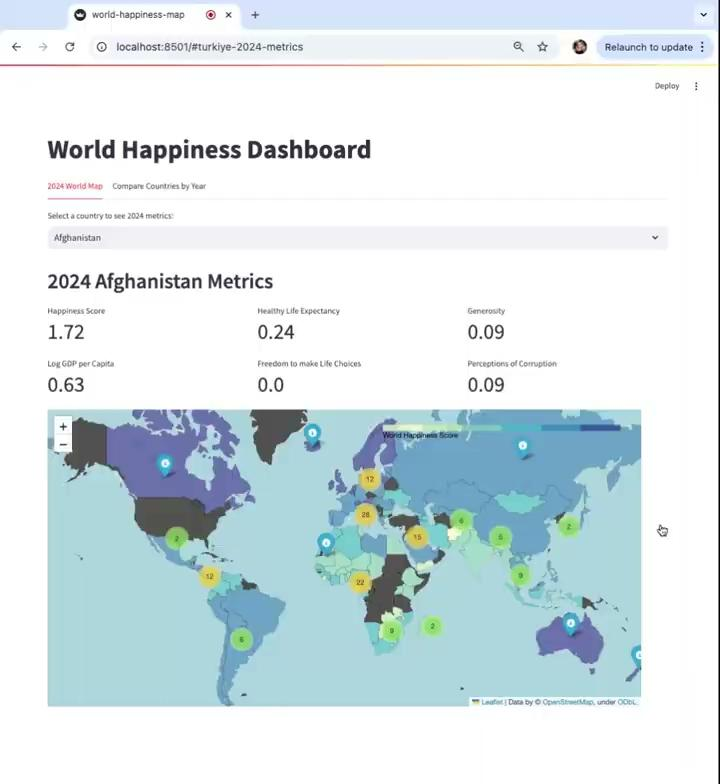 world-happiness-map
localhost:8501/#turkiye-2024-metrics
Relaunch to update
Deploy
World Happiness Dashboard
2024 World Map Compare Countries by Year
Select a country to see 2024 metrics:
Afghanistan
2024 Afghanistan Metrics
Happiness Score Healthy Life Expectancy Generosity
1.72 0.24 0.09
Log GDP per Capita Freedom to make Life Choices Perceptions of Corruption
0.63 0.0 0.09
+
−
World Happiness Score
12
28
6
2
15
2
12
22
9
9
2
6
Leaflet | Data by © OpenStreetMap, under ODbL.